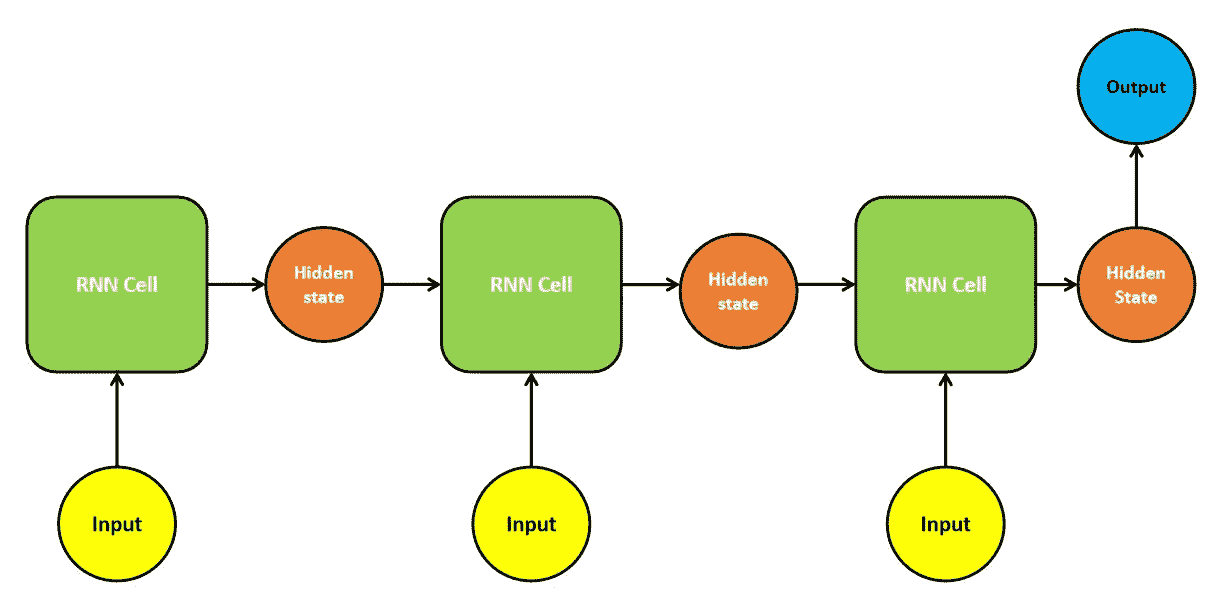 Output
RNN Cell
Hidden
state
RNN Cell
Hidden
state
RNN Cell
Hidden
State
Input
Input
Input